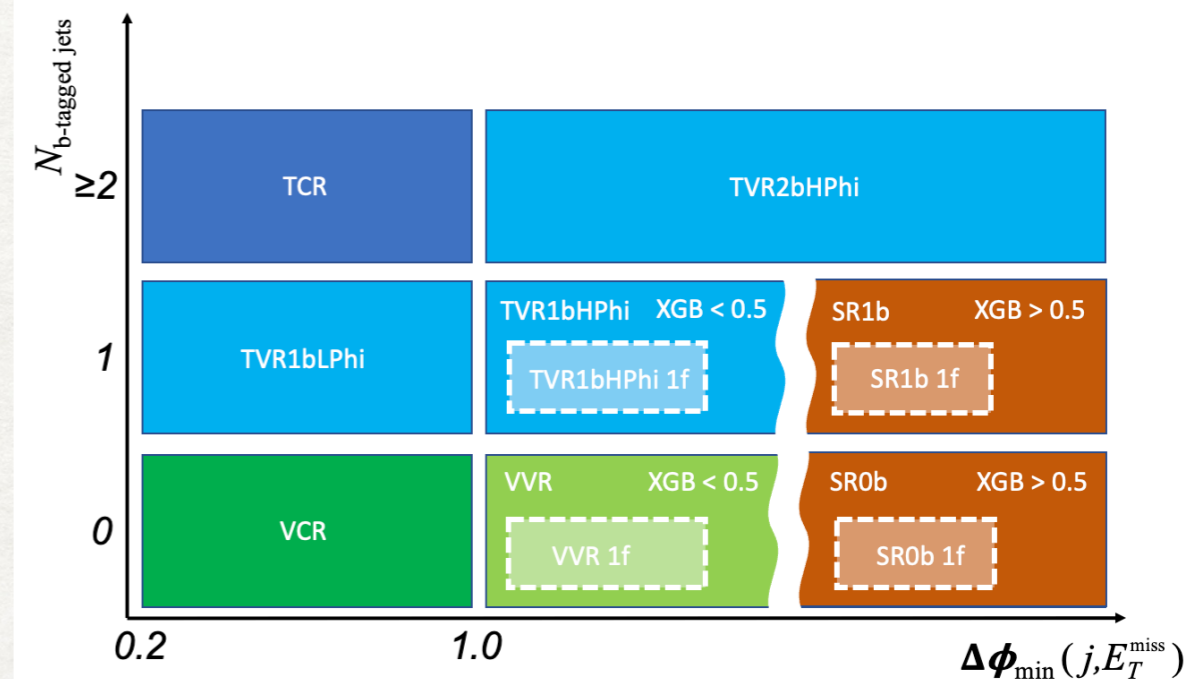 N_b-tagged jets
≥2
TCR
TVR2bHPhi
1
TVR1bLPhi
TVR1bHPhi XGB < 0.5
TVR1bHPhi 1f
SR1b XGB > 0.5
SR1b 1f
0
VCR
VVR XGB < 0.5
VVR 1f
SR0b XGB > 0.5
SR0b 1f
0.2
1.0
Δϕ_min (j,E_T^miss)